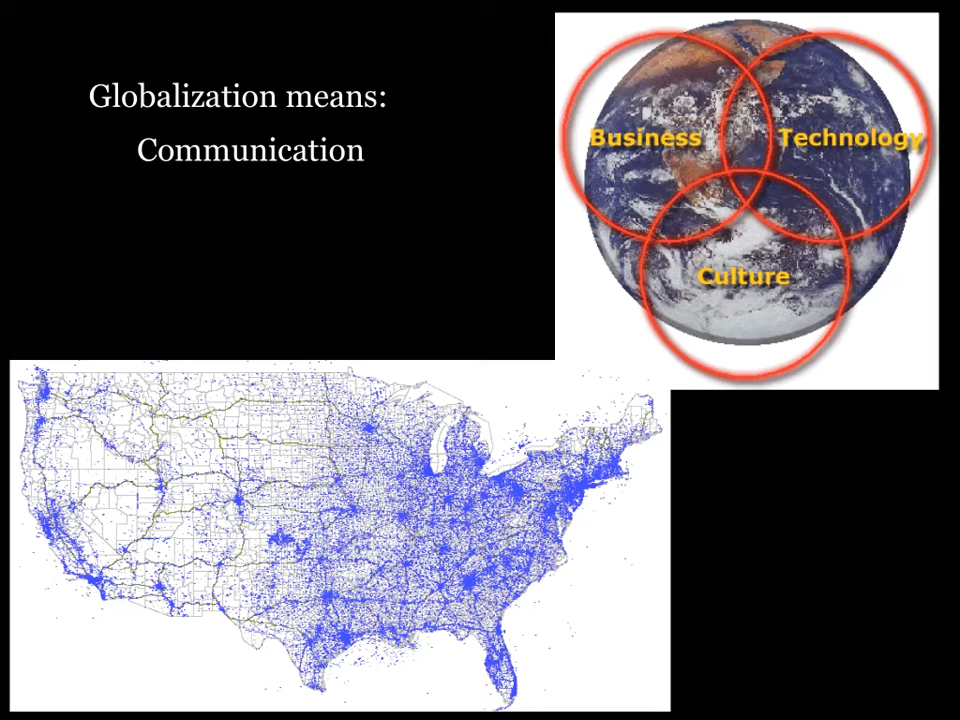 Globalization means:
Communication
Business
Technology
Culture